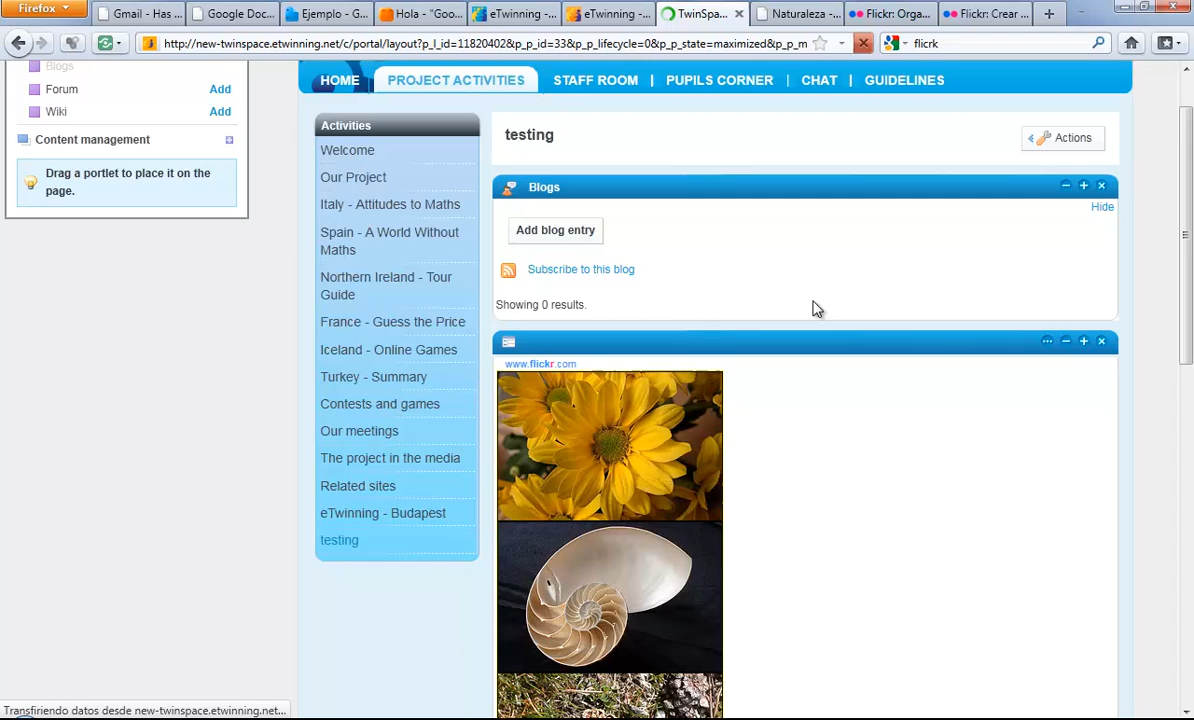 Firefox
Gmail - Has ...
Google Doc...
Ejemplo - G...
Hola - "Goo...
eTwinning -...
eTwinning -...
TwinSpa...
Naturaleza -...
Flickr: Orga...
Flickr: Crear ...
http://new-twinspace.etwinning.net/c/portal/layout?p_l_id=11820402&p_p_id=33&p_p_lifecycle=0&p_p_state=maximized&p_p_m
flicrk
Blogs
Forum Add
Wiki Add
Content management
Drag a portlet to place it on the
page.
HOME
PROJECT ACTIVITIES
STAFF ROOM
PUPILS CORNER
CHAT
GUIDELINES
Activities
Welcome
Our Project
Italy - Attitudes to Maths
Spain - A World Without
Maths
Northern Ireland - Tour
Guide
France - Guess the Price
Iceland - Online Games
Turkey - Summary
Contests and games
Our meetings
The project in the media
Related sites
eTwinning - Budapest
testing
testing
Actions
Blogs
Hide
Add blog entry
Subscribe to this blog
Showing 0 results.
www.flickr.com
Transfiriendo datos desde new-twinspace.etwinning.net...